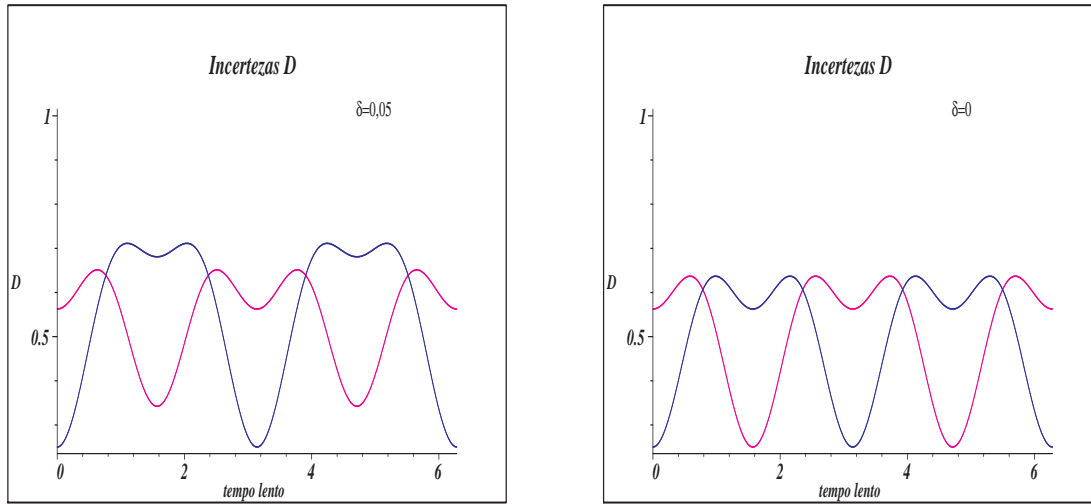 Incertezas D
δ=0,05
1
D
0.5
0 2 4 6
tempo lento
Incertezas D
δ=0
1
D
0.5
0 2 4 6
tempo lento